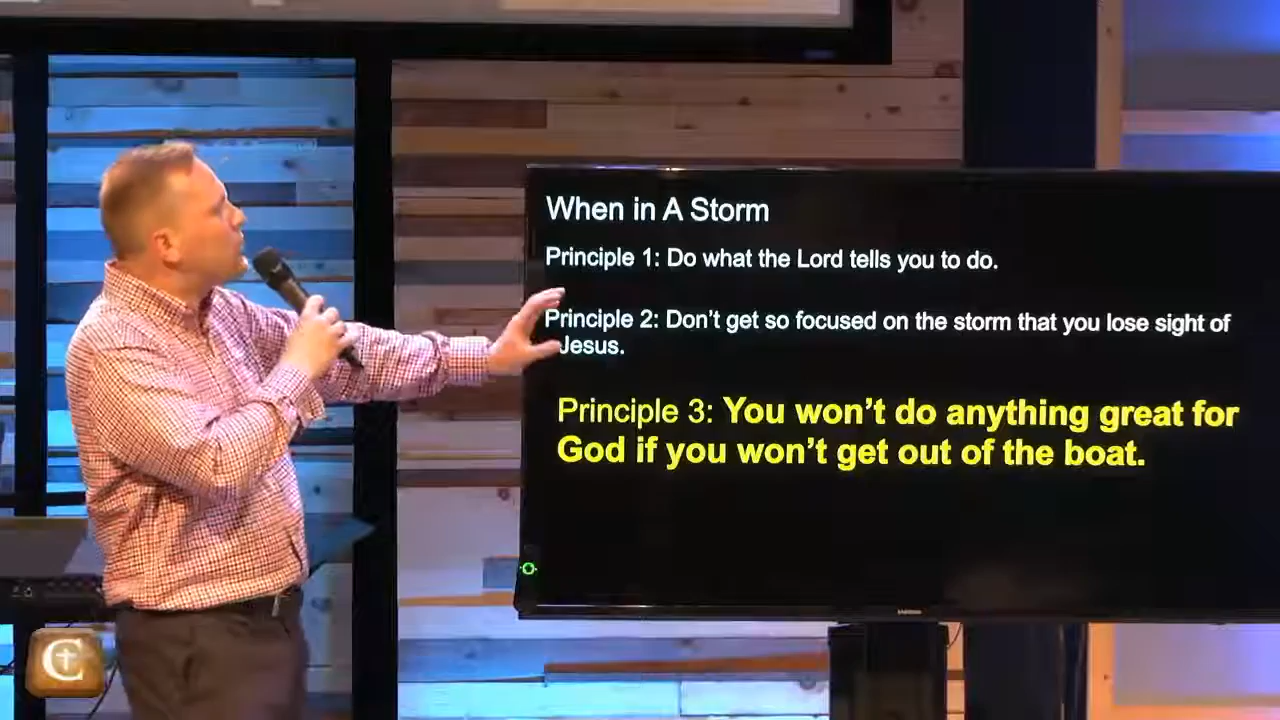 When in A Storm
Principle 1: Do what the Lord tells you to do.
Principle 2: Don't get so focused on the storm that you lose sight of
Jesus.
Principle 3: You won't do anything great for
God if you won't get out of the boat.
SAMSUNG
C